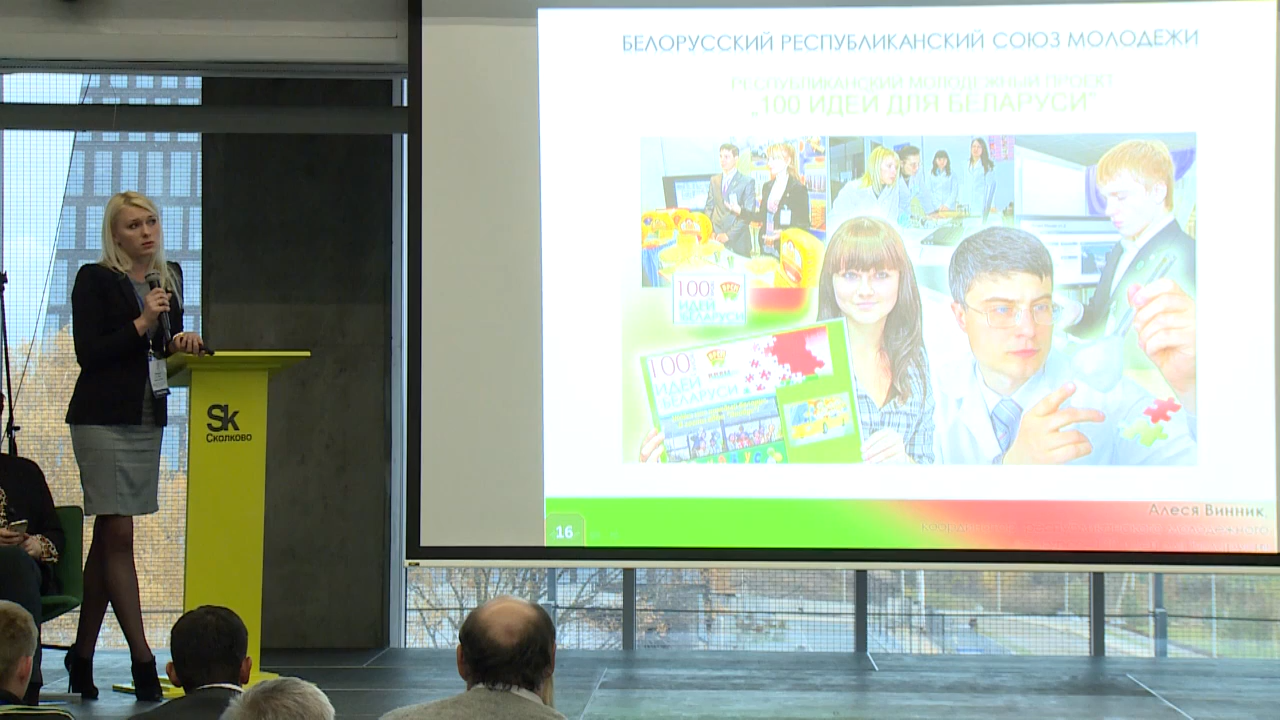 БЕЛОРУССКИЙ РЕСПУБЛИКАНСКИЙ СОЮЗ МОЛОДЕЖИ
РЕСПУБЛИКАНСКИЙ МОЛОДЕЖНЫЙ ПРОЕКТ
„100 ИДЕЙ ДЛЯ БЕЛАРУСИ”
100
ИДЕЙ
БЕЛАРУСИ
100
ИДЕЙ
БЕЛАРУСИ
Sk
Сколково
Алеся Винник
16